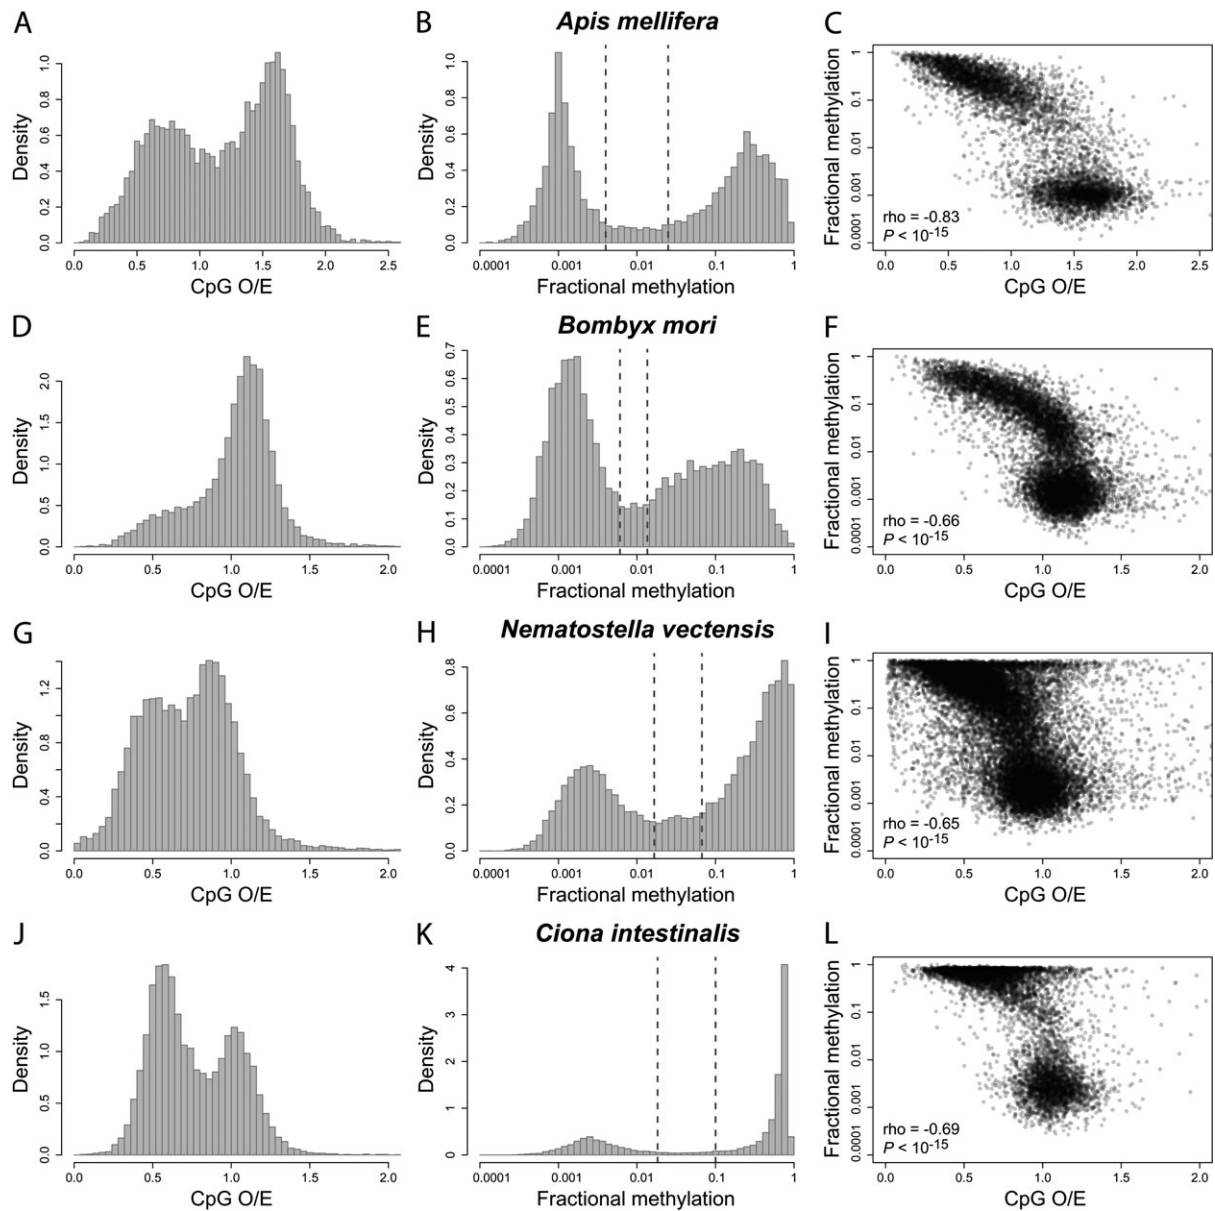 A
B
Apis mellifera
C
Density
0.0
0.2
0.4
0.6
0.8
1.0
0.0
0.5
1.0
1.5
2.0
2.5
CpG O/E
Density
0.0
0.2
0.4
0.6
0.8
1.0
0.0001
0.001
0.1
1
Fractional methylation
Fractional methylation
1
0.1
0.01
0.001
0.0001
rho = -0.83
P < 10-15
0.0
0.5
1.0
1.5
2.0
2.5
CpG O/E
D
E
Bombyx mori
F
Density
0.0
0.5
1.0
1.5
2.0
0.0
0.5
1.0
1.5
2.0
CpG O/E
Density
0.0
0.1
0.2
0.3
0.4
0.5
0.6
0.7
0.0001
0.001
0.1
1
Fractional methylation
Fractional methylation
1
0.1
0.01
0.001
0.0001
rho = -0.66
P < 10-15
0.0
0.5
1.0
1.5
2.0
CpG O/E
G
H
Nematostella vectensis
I
Density
0.0
0.4
0.8
1.2
0.0
0.5
1.0
1.5
2.0
CpG O/E
Density
0.0
0.2
0.4
0.6
0.8
0.0001
0.001
0.1
1
Fractional methylation
Fractional methylation
1
0.1
0.01
0.001
0.0001
rho = -0.65
P < 10-15
0.0
0.5
1.0
1.5
2.0
CpG O/E
J
K
Ciona intestinalis
L
Density
0.0
0.5
1.0
1.5
0.0
0.5
1.0
1.5
2.0
CpG O/E
Density
0
1
2
3
4
0.0001
0.001
0.1
1
Fractional methylation
Fractional methylation
1
0.1
0.01
0.001
0.0001
rho = -0.69
P < 10-15
0.0
0.5
1.0
1.5
2.0
CpG O/E